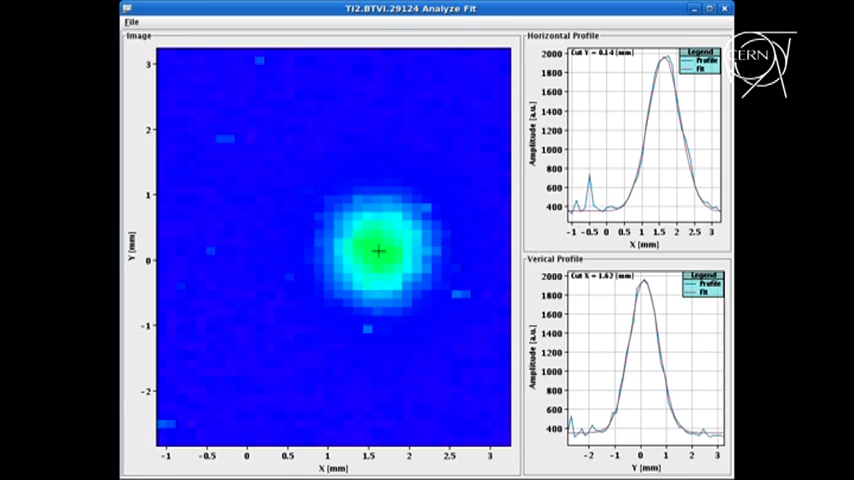 TI2.BTVI.29124 Analyze Fit
File
Image
3
2
1
0
-1
-2
Y [mm]
-1 -0.5 0 0.5 1 1.5 2 2.5 3
X [mm]
Horizontal Profile
Cut Y = 0.14 [mm]
Legend
Profile
Fit
2000
1800
1600
1400
1200
1000
800
600
400
Amplitude [a.u.]
-1 -0.5 0 0.5 1 1.5 2 2.5 3
X [mm]
Verical Profile
Cut X = 1.62 [mm]
Legend
Profile
Fit
2000
1800
1600
1400
1200
1000
800
600
400
Amplitude [a.u.]
-2 -1 0 1 2 3
Y [mm]
CERN